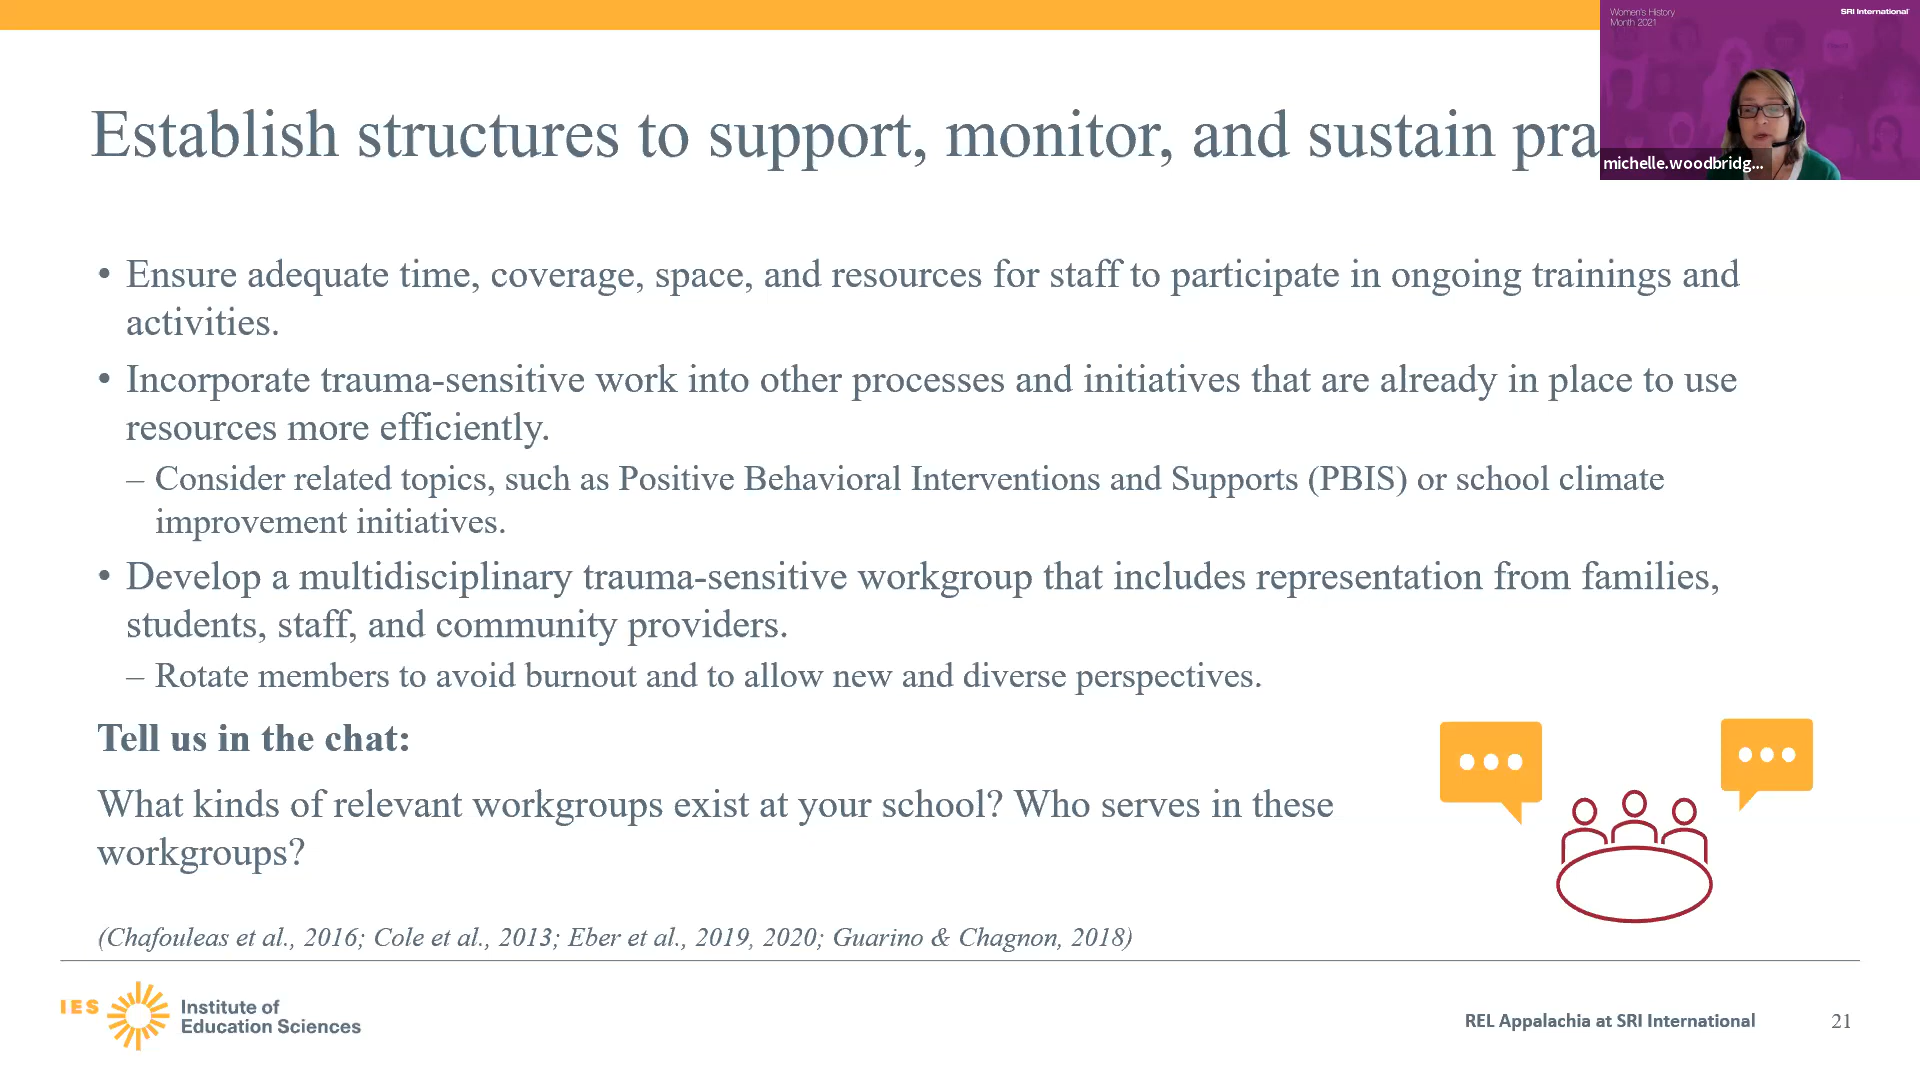 Women's History
Month 2021
SRI International
Establish structures to support, monitor, and sustain pra
michelle.woodbridg...
• Ensure adequate time, coverage, space, and resources for staff to participate in ongoing trainings and
activities.
• Incorporate trauma-sensitive work into other processes and initiatives that are already in place to use
resources more efficiently.
– Consider related topics, such as Positive Behavioral Interventions and Supports (PBIS) or school climate
improvement initiatives.
• Develop a multidisciplinary trauma-sensitive workgroup that includes representation from families,
students, staff, and community providers.
– Rotate members to avoid burnout and to allow new and diverse perspectives.
Tell us in the chat:
What kinds of relevant workgroups exist at your school? Who serves in these
workgroups?
(Chafouleas et al., 2016; Cole et al., 2013; Eber et al., 2019, 2020; Guarino & Chagnon, 2018)
IES
Institute of
Education Sciences
REL Appalachia at SRI International
21